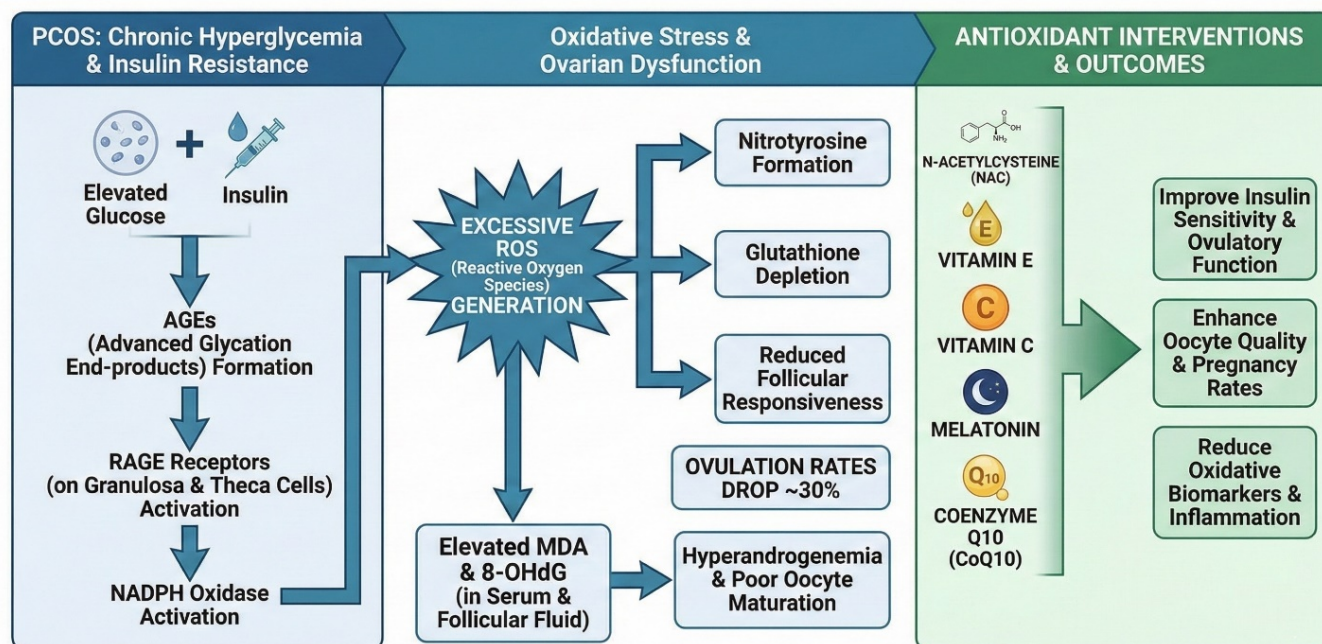 PCOS: Chronic Hyperglycemia
& Insulin Resistance
Elevated
Glucose
Insulin
AGEs
(Advanced Glycation
End-products) Formation
RAGE Receptors
(on Granulosa & Theca Cells)
Activation
NADPH Oxidase
Activation
Oxidative Stress &
Ovarian Dysfunction
EXCESSIVE
ROS
(Reactive Oxygen
Species)
GENERATION
Nitrotyrosine
Formation
Glutathione
Depletion
Reduced
Follicular
Responsiveness
OVULATION RATES
DROP ~30%
Elevated MDA
& 8-OHdG
(in Serum &
Follicular Fluid)
Hyperandrogenemia
& Poor Oocyte
Maturation
ANTIOXIDANT INTERVENTIONS
& OUTCOMES
O
OH
NH₂
N-ACETYLCYSTEINE
(NAC)
E
VITAMIN E
C
VITAMIN C
MELATONIN
Q10
COENZYME
Q10
(CoQ10)
Improve Insulin
Sensitivity &
Ovulatory
Function
Enhance
Oocyte Quality
& Pregnancy
Rates
Reduce
Oxidative
Biomarkers &
Inflammation